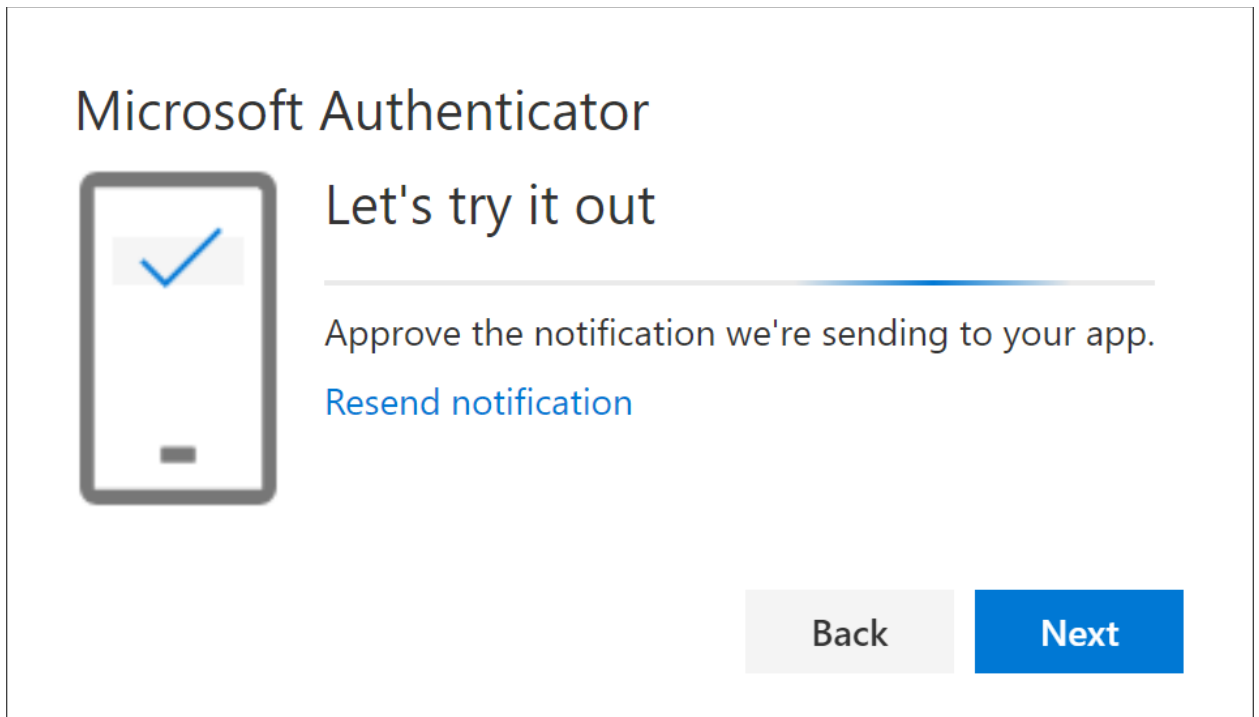 Microsoft Authenticator
Let's try it out
Approve the notification we're sending to your app.
Resend notification
Back
Next